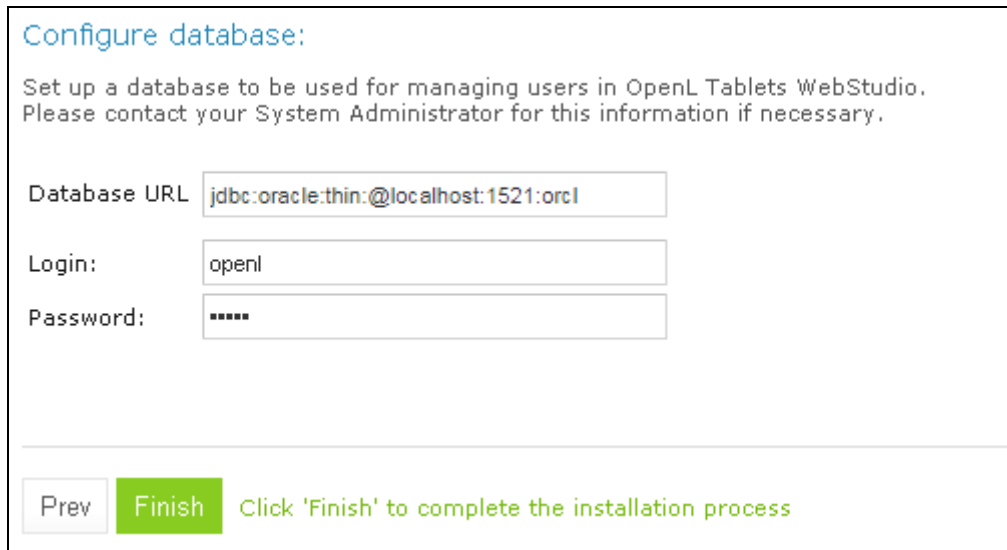 Configure database:
Set up a database to be used for managing users in OpenL Tablets WebStudio.
Please contact your System Administrator for this information if necessary.
Database URL jdbc:oracle:thin:@localhost:1521:orcl
Login: openl
Password: •••••
Prev Finish Click 'Finish' to complete the installation process